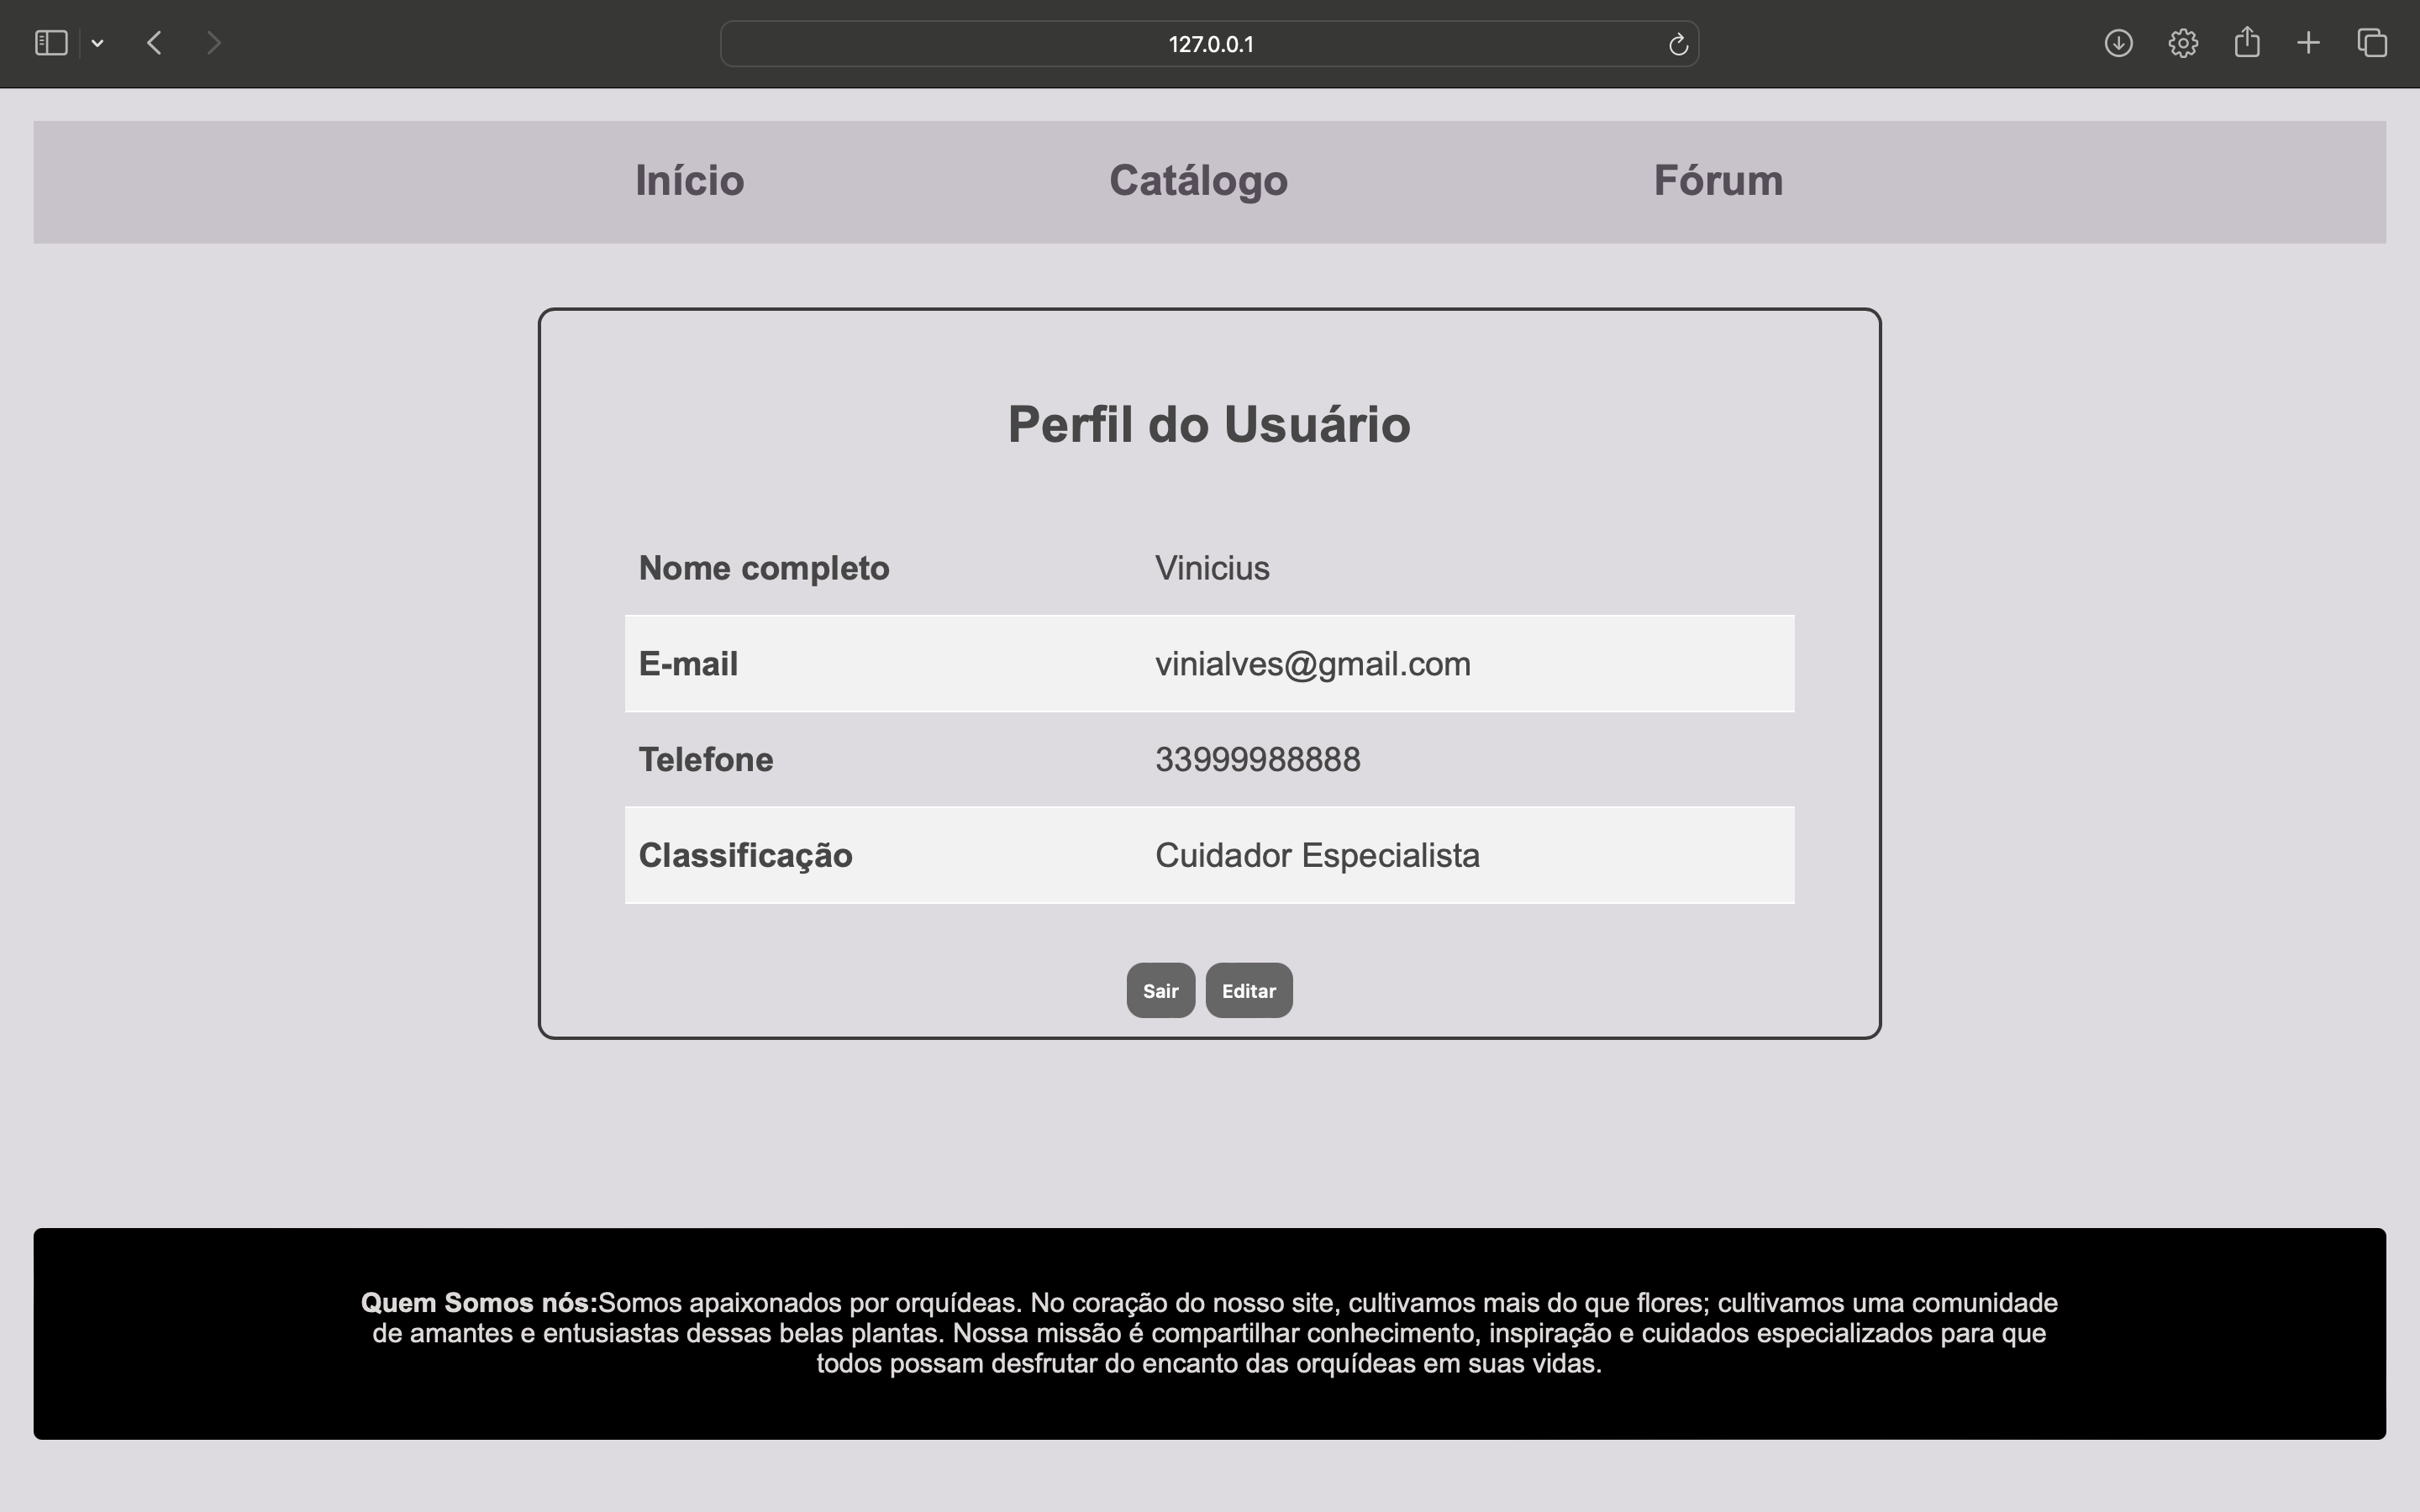 127.0.0.1
Início Catálogo Fórum
Perfil do Usuário
Nome completo Vinicius
E-mail vinialves@gmail.com
Telefone 33999988888
Classificação Cuidador Especialista
Sair Editar
Quem Somos nós:Somos apaixonados por orquídeas. No coração do nosso site, cultivamos mais do que flores; cultivamos uma comunidade
de amantes e entusiastas dessas belas plantas. Nossa missão é compartilhar conhecimento, inspiração e cuidados especializados para que
todos possam desfrutar do encanto das orquídeas em suas vidas.